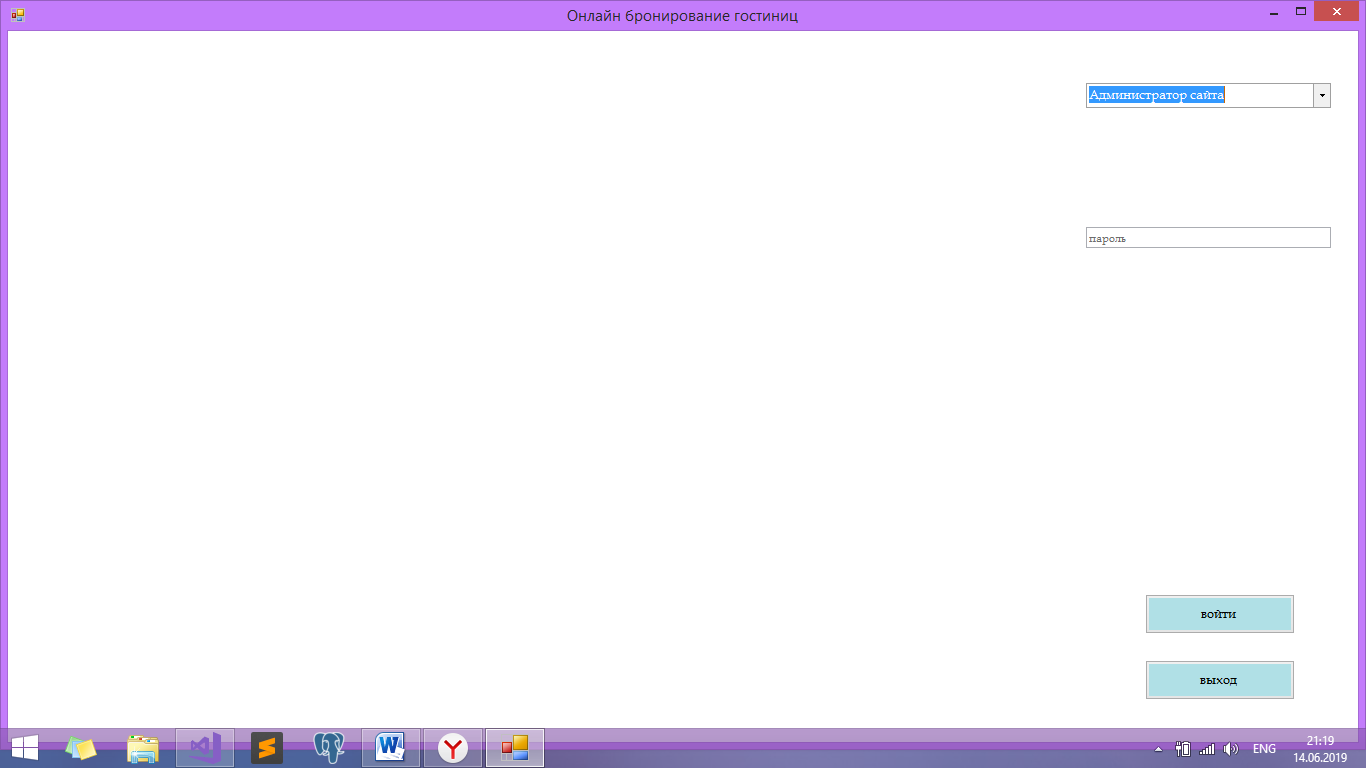 Онлайн бронирование гостиниц
Администратор сайта
пароль
войти
выход
ENG
21:19
14.06.2019